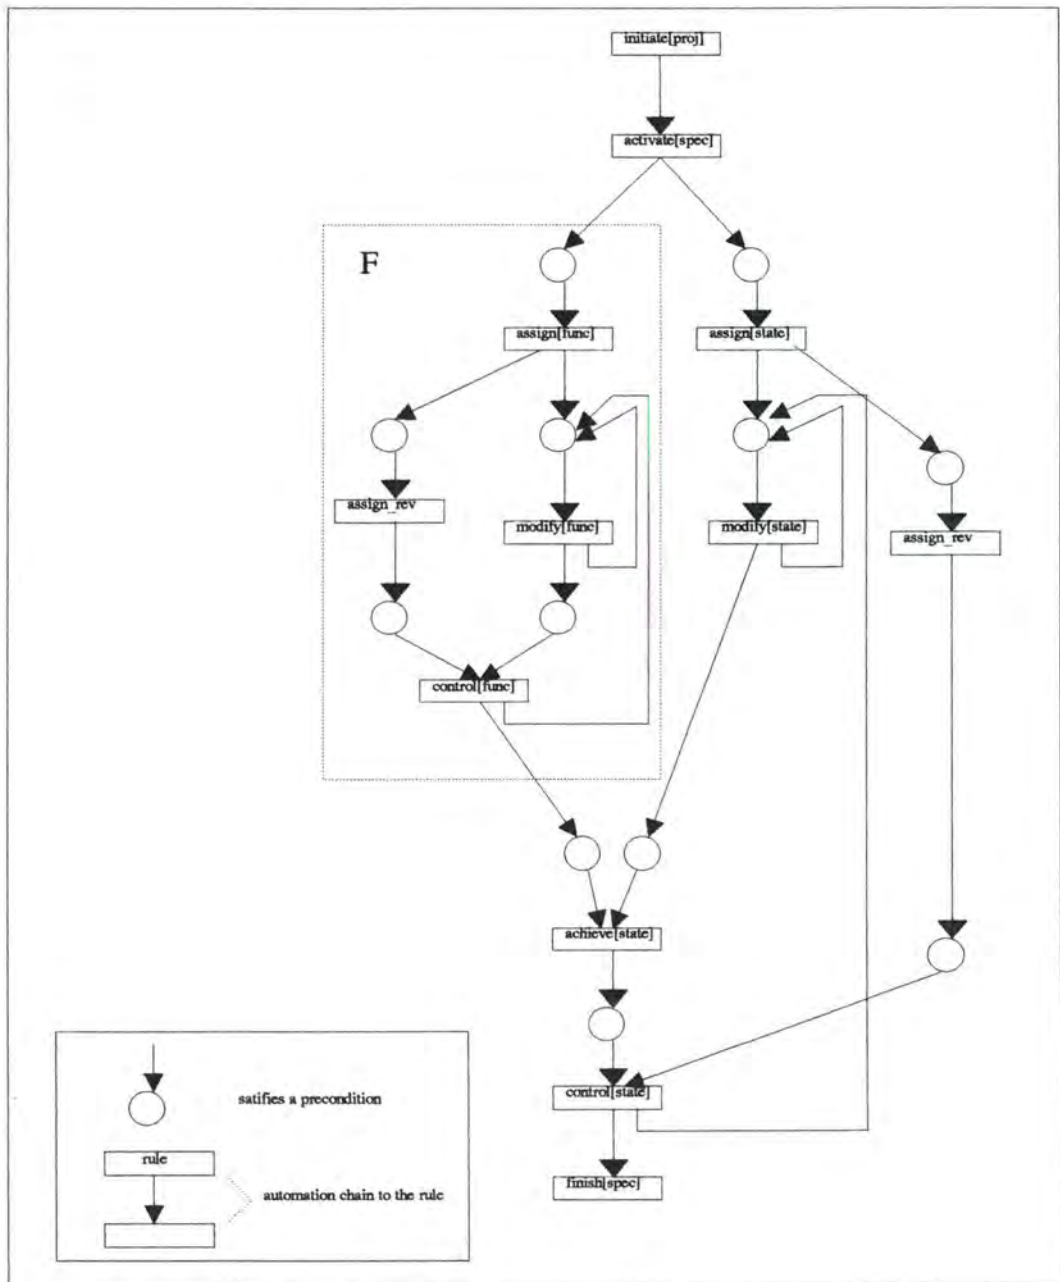 initiate[proj]
activate[spec]
F
assign[func]
assign[state]
assign_rev
modify[func]
modify[state]
assign_rev
control[func]
achieve[state]
control[state]
finish[spec]
satifies a precondition
rule
automation chain to the rule